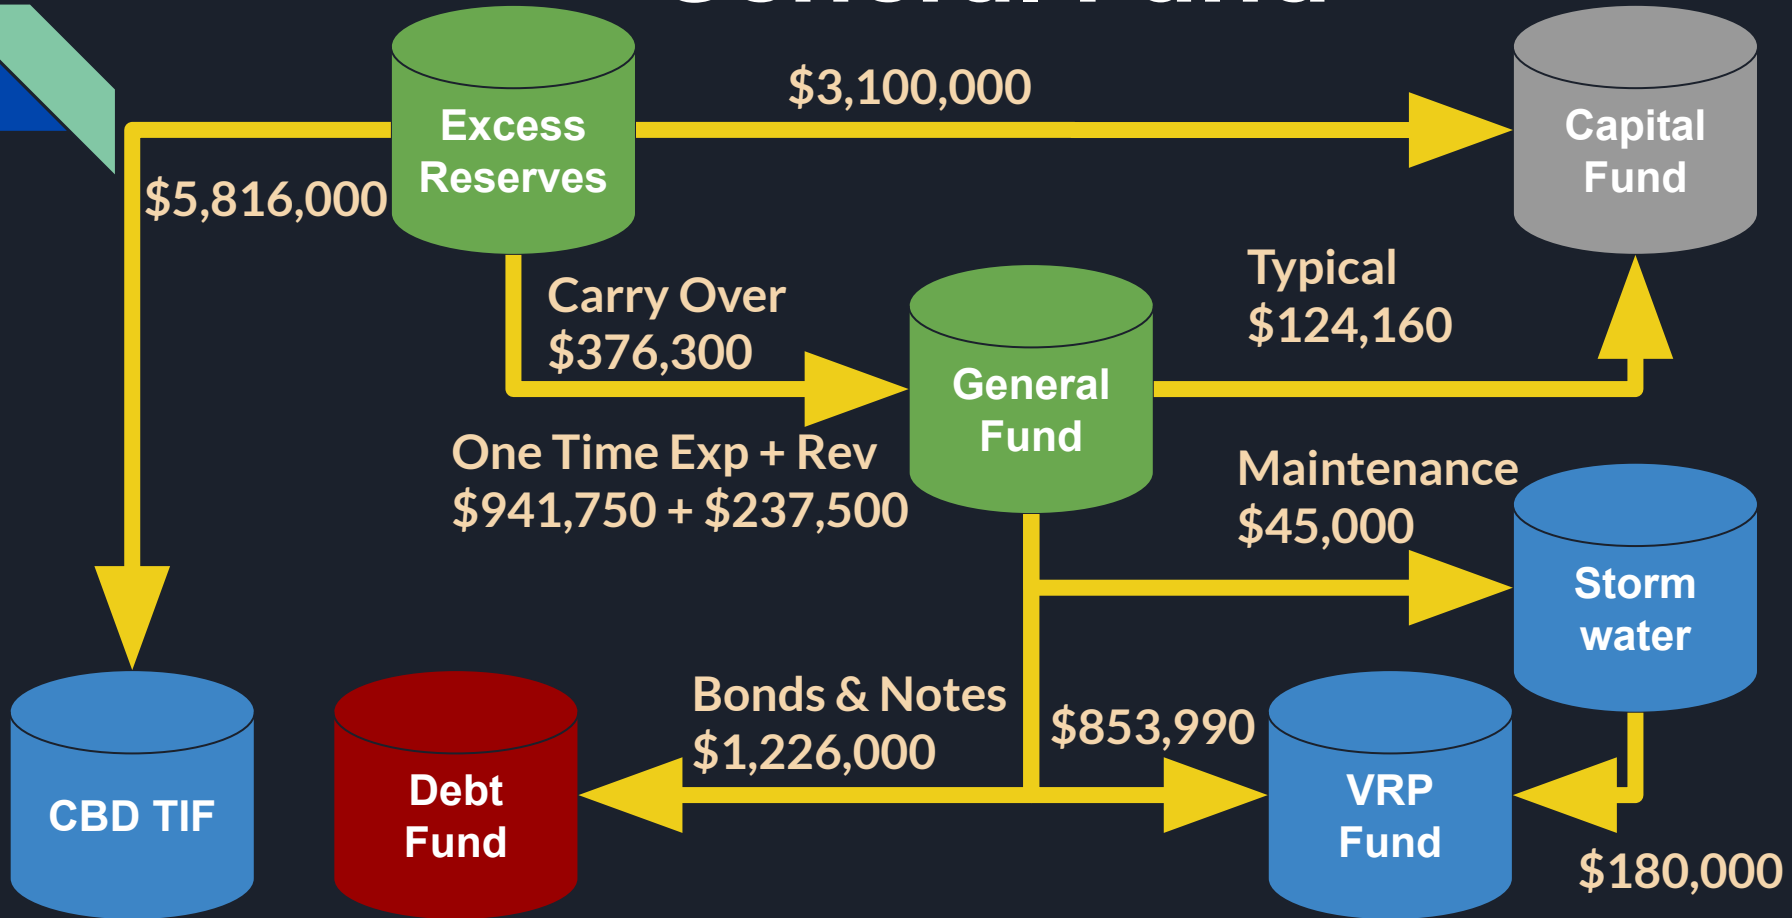 General Fund
$3,100,000
Excess
Reserves
Capital
Fund
$5,816,000
Carry Over
$376,300
Typical
$124,160
General
Fund
One Time Exp + Rev
$941,750 + $237,500
Maintenance
$45,000
Storm
water
Bonds & Notes
$1,226,000
$853,990
CBD TIF
Debt
Fund
VRP
Fund
$180,000